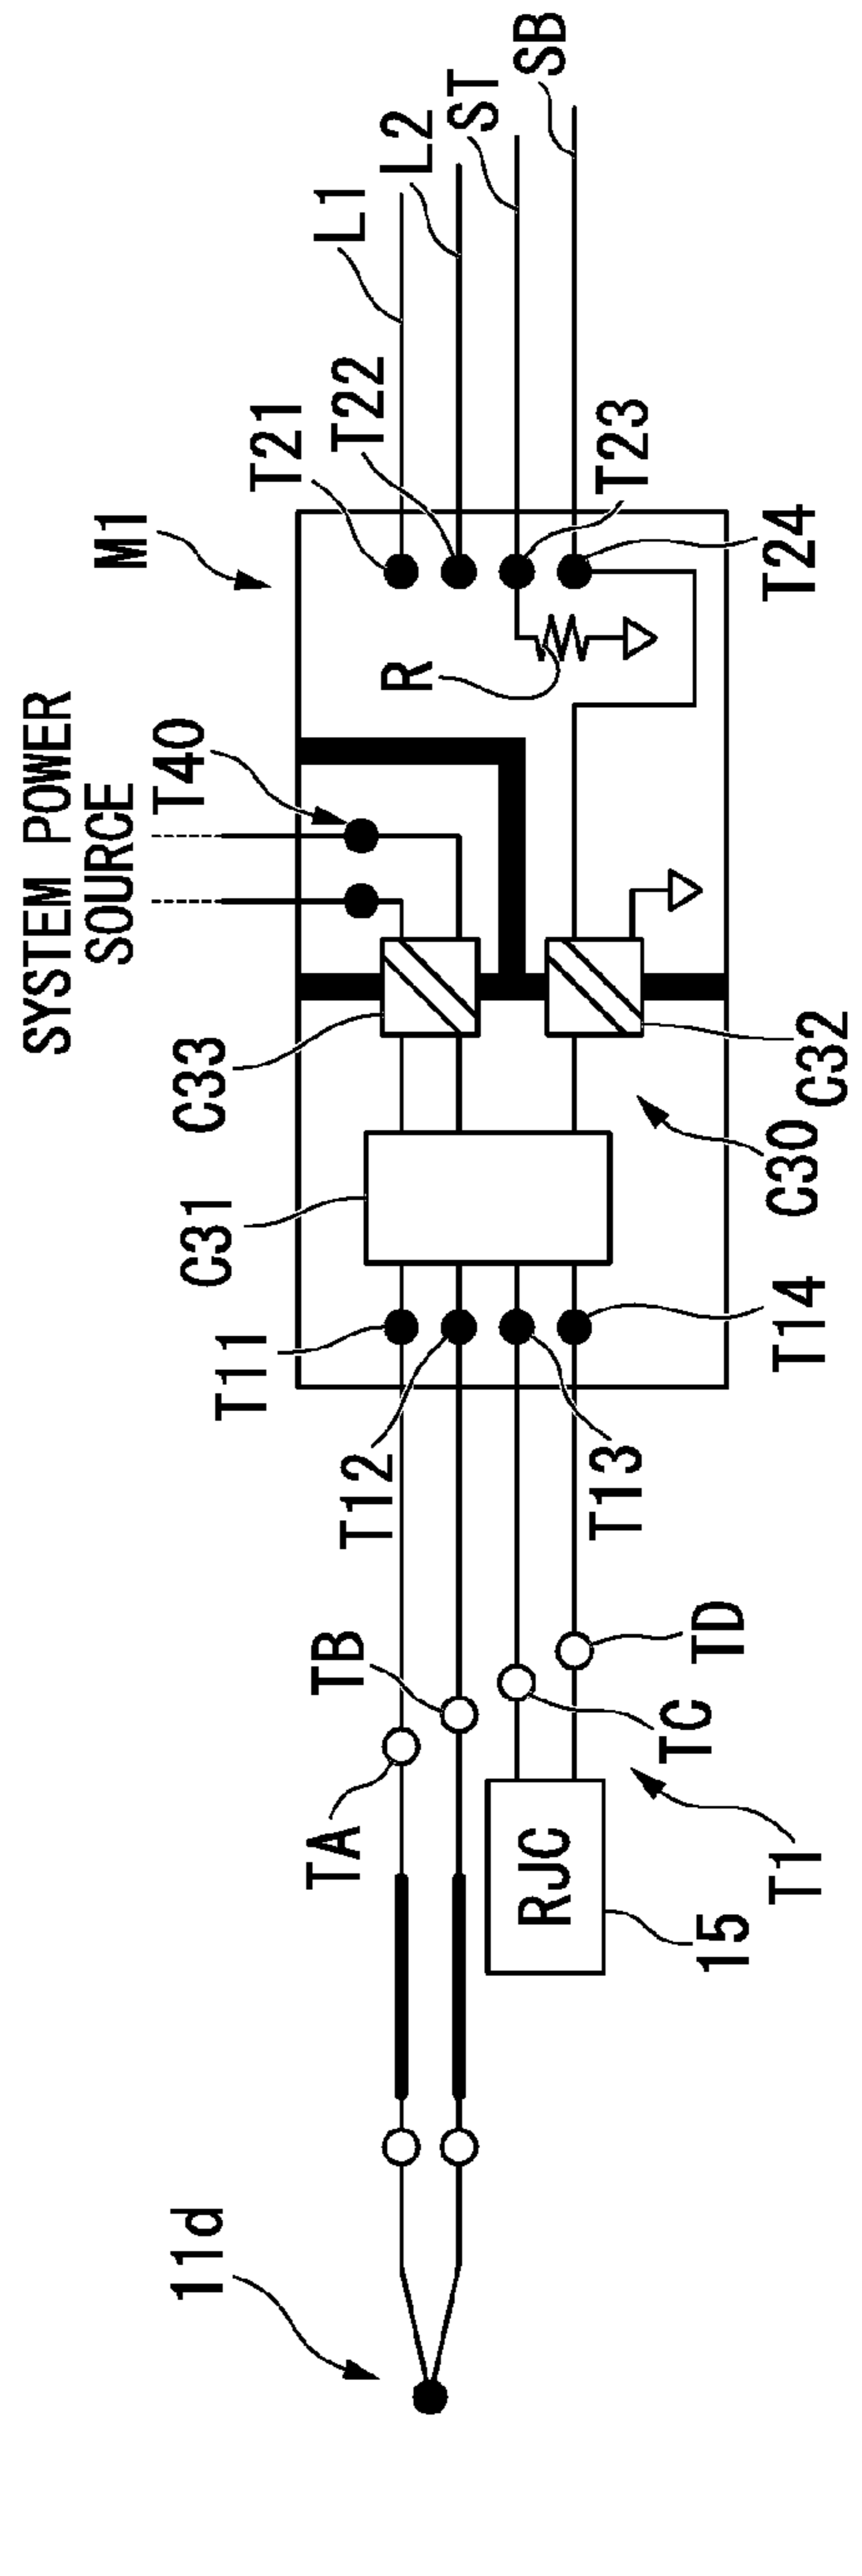 SYSTEM POWER
SOURCE
M1
T40
C33
C31
T11
T12
TB
TA
11d
T21
T22
L1
L2
ST
SB
R
T23
T24
C32
C30
T14
T13
TD
TC
T1
RJC
15